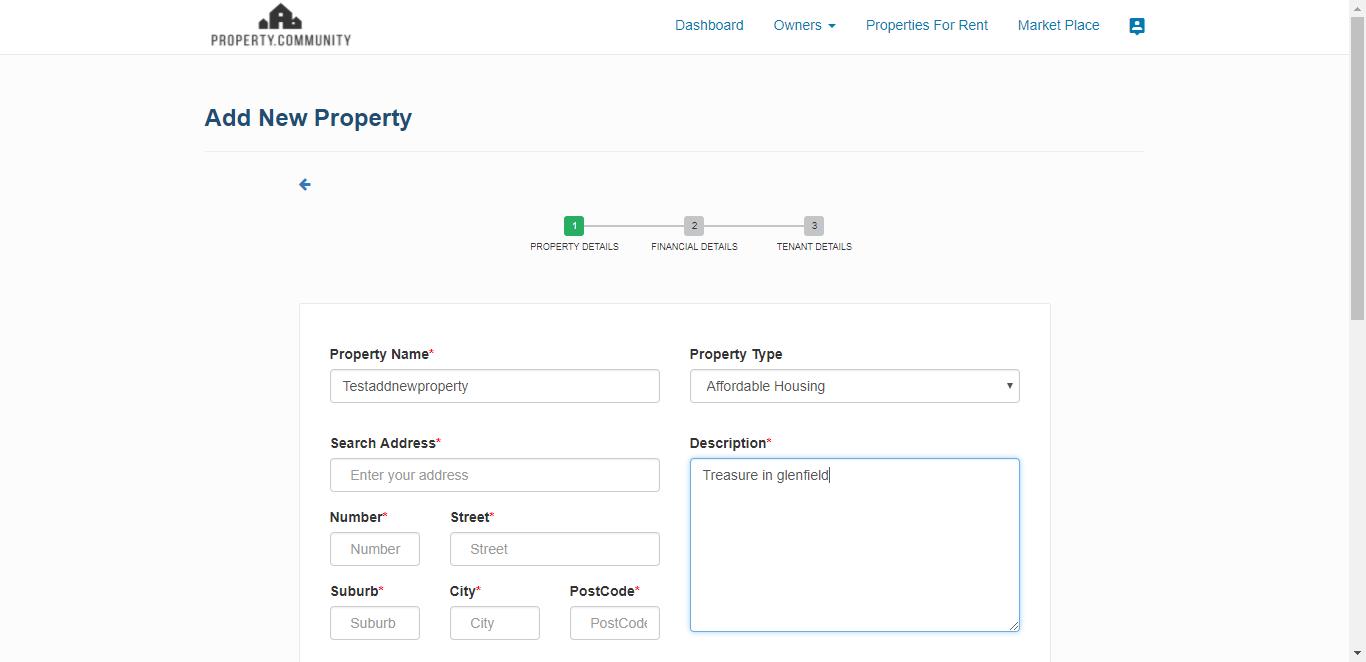 PROPERTY.COMMUNITY
Dashboard Owners Properties For Rent Market Place
Add New Property
1 2 3
PROPERTY DETAILS FINANCIAL DETAILS TENANT DETAILS
Property Name* Property Type
Testaddnewproperty Affordable Housing
Search Address* Description*
Enter your address Treasure in glenfield
Number* Street*
Number Street
Suburb* City* PostCode*
Suburb City PostCode